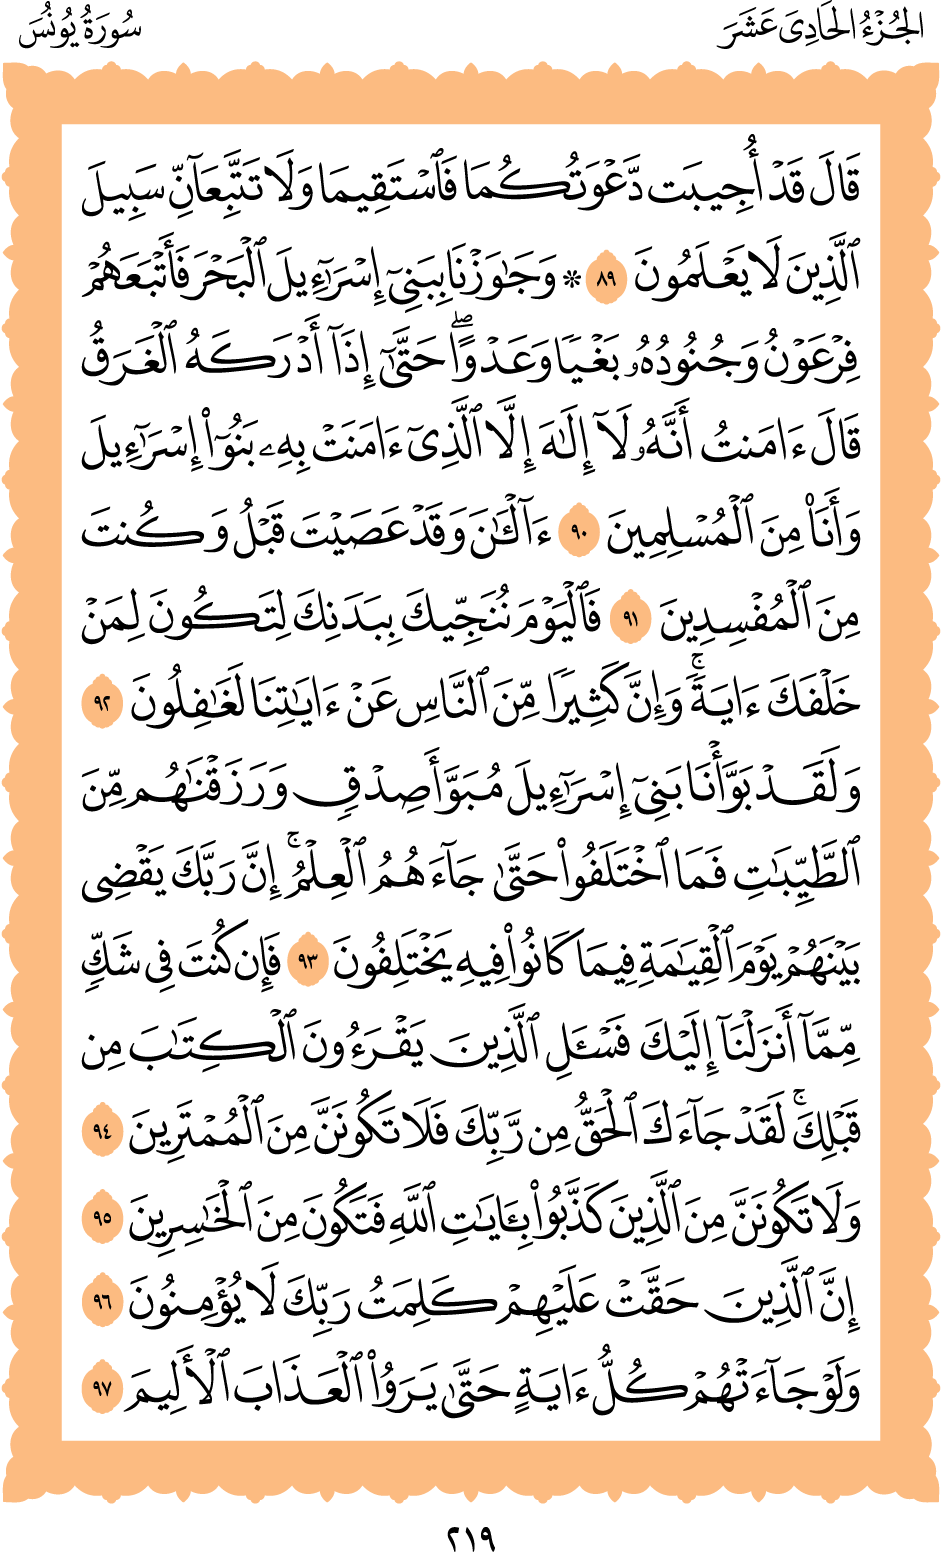 الجُزْءُ الحَادِيَ عَشَرَ
سُورَةُ يُونُسَ
قَالَ قَدْ أُجِيبَت دَّعْوَتُكُمَا فَٱسْتَقِيمَا وَلَا تَتَّبِعَآنِّ سَبِيلَ
ٱلَّذِينَ لَا يَعْلَمُونَ ٨٩ ۞ وَجَٰوَزْنَا بِبَنِيٓ إِسْرَٰٓءِيلَ ٱلْبَحْرَ فَأَتْبَعَهُمْ
فِرْعَوْنُ وَجُنُودُهُۥ بَغْيًا وَعَدْوًاۖ حَتَّىٰٓ إِذَآ أَدْرَكَهُ ٱلْغَرَقُ
قَالَ ءَامَنتُ أَنَّهُۥ لَآ إِلَٰهَ إِلَّا ٱلَّذِيٓ ءَامَنَتْ بِهِۦ بَنُوٓاْ إِسْرَٰٓءِيلَ
وَأَنَا۠ مِنَ ٱلْمُسْلِمِينَ ٩٠ ءَآلْـَٰٔنَ وَقَدْ عَصَيْتَ قَبْلُ وَكُنتَ
مِنَ ٱلْمُفْسِدِينَ ٩١ فَٱلْيَوْمَ نُنَجِّيكَ بِبَدَنِكَ لِتَكُونَ لِمَنْ
خَلْفَكَ ءَايَةًۚ وَإِنَّ كَثِيرًا مِّنَ ٱلنَّاسِ عَنْ ءَايَٰتِنَا لَغَٰفِلُونَ ٩٢
وَلَقَدْ بَوَّأْنَا بَنِيٓ إِسْرَٰٓءِيلَ مُبَوَّأَ صِدْقٍ وَرَزَقْنَٰهُم مِّنَ
ٱلطَّيِّبَٰتِ فَمَا ٱخْتَلَفُواْ حَتَّىٰ جَآءَهُمُ ٱلْعِلْمُۚ إِنَّ رَبَّكَ يَقْضِي
بَيْنَهُمْ يَوْمَ ٱلْقِيَٰمَةِ فِيمَا كَانُواْ فِيهِ يَخْتَلِفُونَ ٩٣ فَإِن كُنتَ فِي شَكٍّ
مِّمَّآ أَنزَلْنَآ إِلَيْكَ فَسْـَٔلِ ٱلَّذِينَ يَقْرَءُونَ ٱلْكِتَٰبَ مِن
قَبْلِكَۚ لَقَدْ جَآءَكَ ٱلْحَقُّ مِن رَّبِّكَ فَلَا تَكُونَنَّ مِنَ ٱلْمُمْتَرِينَ ٩٤
وَلَا تَكُونَنَّ مِنَ ٱلَّذِينَ كَذَّبُواْ بِـَٔايَٰتِ ٱللَّهِ فَتَكُونَ مِنَ ٱلْخَٰسِرِينَ ٩٥
إِنَّ ٱلَّذِينَ حَقَّتْ عَلَيْهِمْ كَلِمَتُ رَبِّكَ لَا يُؤْمِنُونَ ٩٦
وَلَوْ جَآءَتْهُمْ كُلُّ ءَايَةٍ حَتَّىٰ يَرَوُاْ ٱلْعَذَابَ ٱلْأَلِيمَ ٩٧
٢١٩